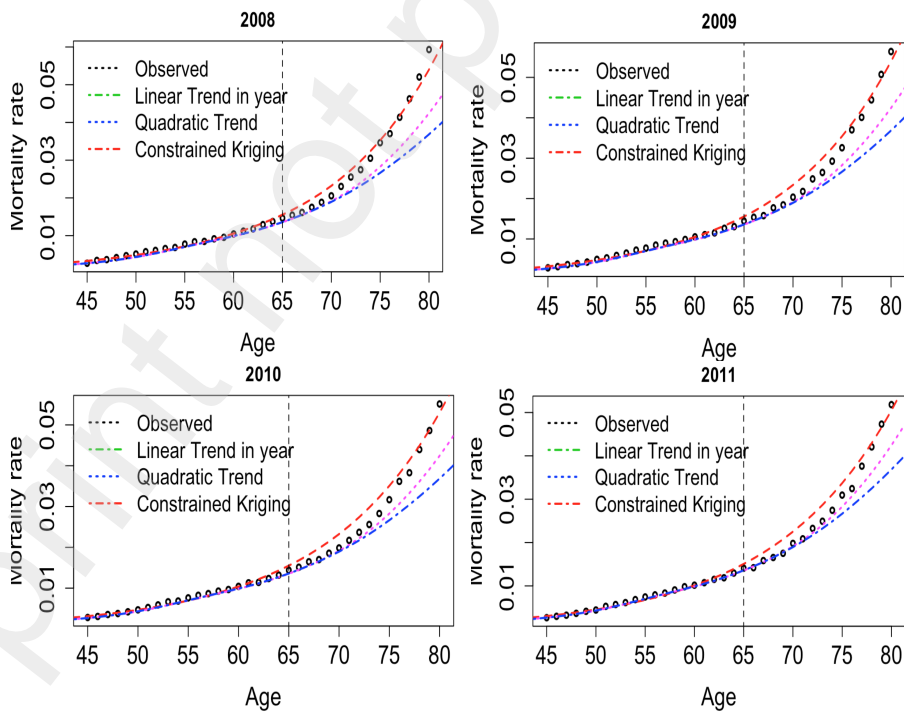 2008
Mortality rate
0.01 0.03 0.05
Observed
Linear Trend in year
Quadratic Trend
Constrained Kriging
45 50 55 60 65 70 75 80
Age
2009
Mortality rate
0.01 0.03 0.05
Observed
Linear Trend in year
Quadratic Trend
Constrained Kriging
45 50 55 60 65 70 75 80
Age
2010
Mortality rate
0.01 0.03 0.05
Observed
Linear Trend in year
Quadratic Trend
Constrained Kriging
45 50 55 60 65 70 75 80
Age
2011
Mortality rate
0.01 0.03 0.05
Observed
Linear Trend in year
Quadratic Trend
Constrained Kriging
45 50 55 60 65 70 75 80
Age
print not p